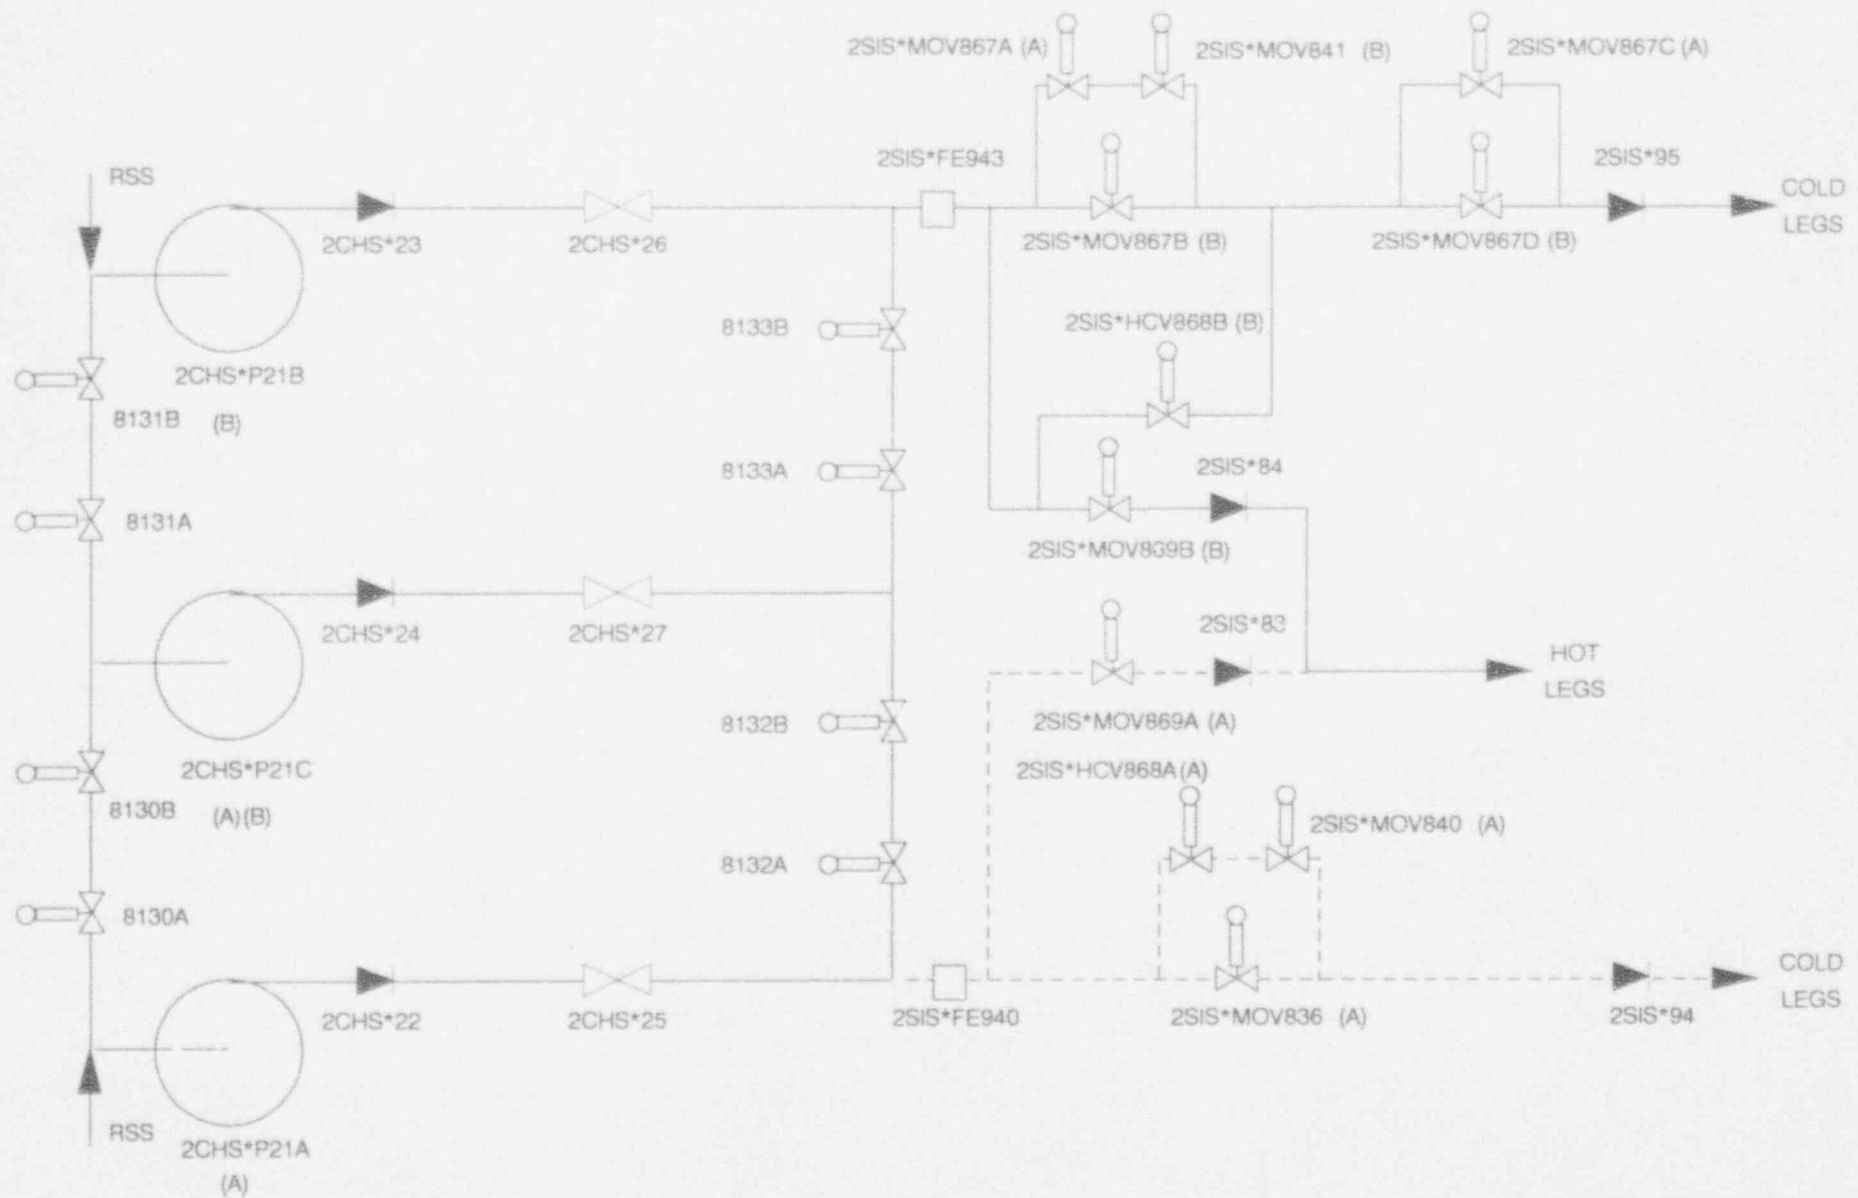 2SIS*MOV867A (A)
2SIS*MOV841 (B)
2SIS*MOV867C (A)
2SIS*FE943
2SIS*95
RSS
COLD
LEGS
2CHS*23
2CHS*26
2SIS*MOV867B (B)
2SIS*MOV867D (B)
8133B
2SIS*HCV868B (B)
2CHS*P21B
(B)
8131B
8133A
2SIS*84
8131A
2SIS*MOV869B (B)
2CHS*24
2CHS*27
2SIS*83
HOT
LEGS
2SIS*MOV869A (A)
8132B
2CHS*P21C
(A)(B)
8130B
2SIS*HCV868A (A)
2SIS*MOV840 (A)
8132A
8130A
COLD
LEGS
2CHS*22
2CHS*25
2SIS*FE940
2SIS*MOV836 (A)
2SIS*94
RSS
2CHS*P21A
(A)